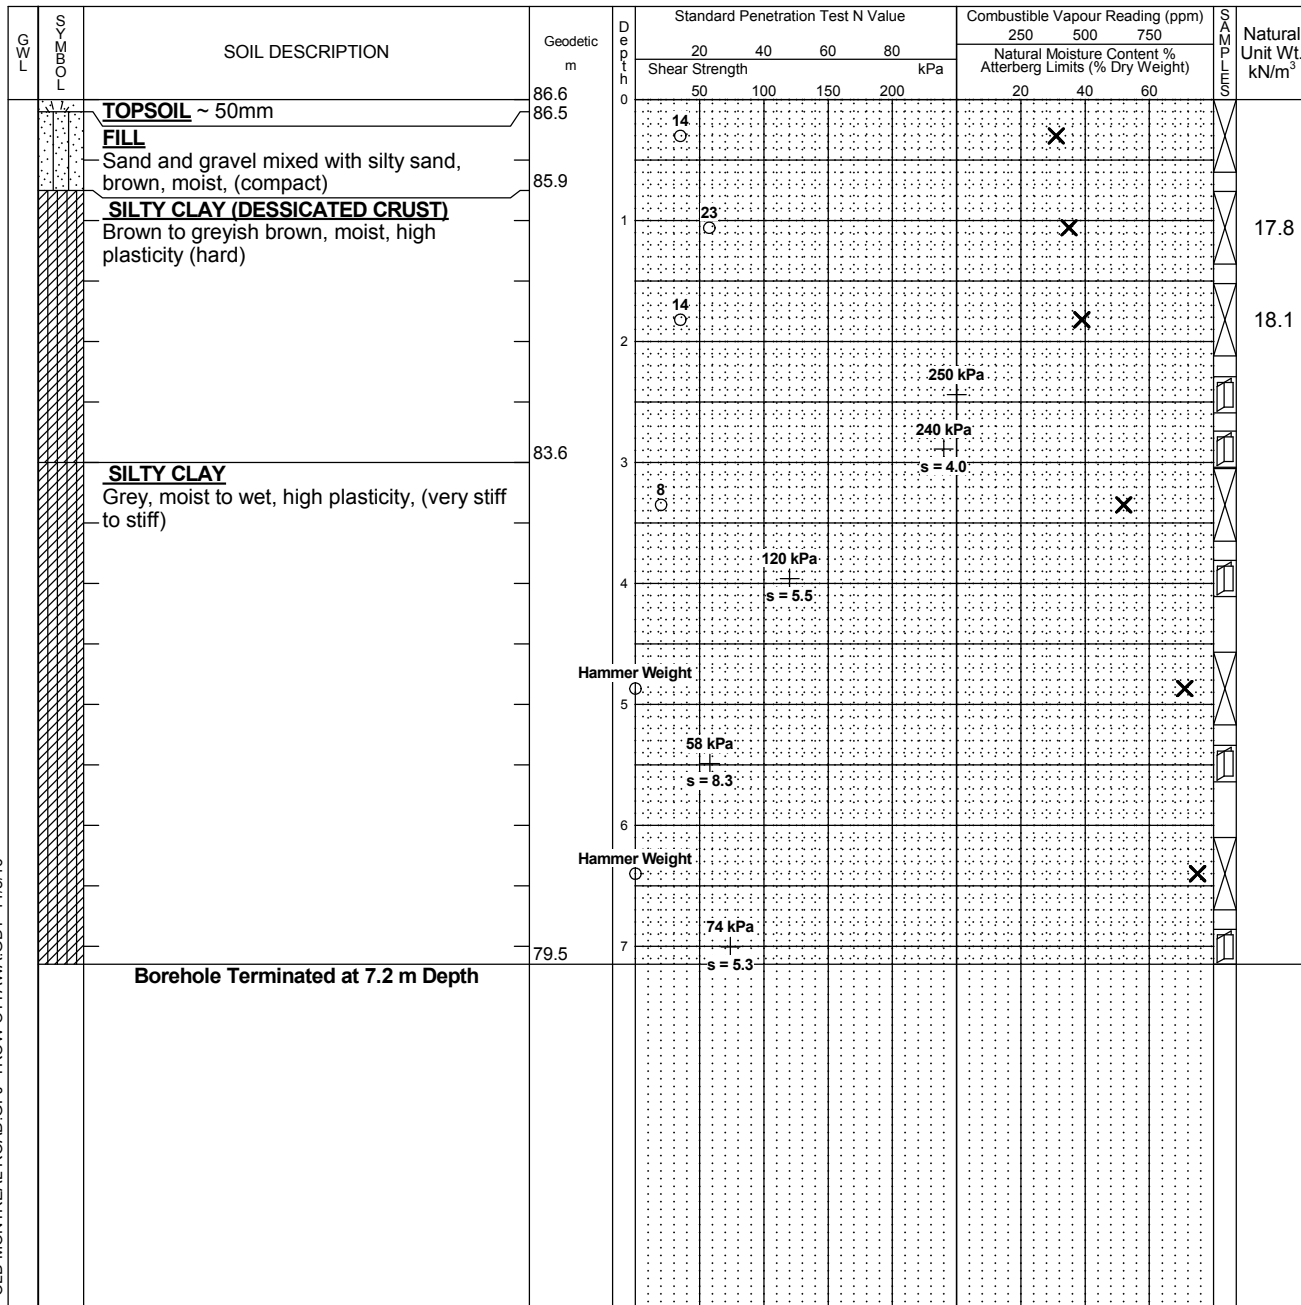 GWL
SYMBOL
SOIL DESCRIPTION
Geodetic
m
Depth
Standard Penetration Test N Value
20 40 60 80
Shear Strength kPa
50 100 150 200
Combustible Vapour Reading (ppm)
250 500 750
Natural Moisture Content %
Atterberg Limits (% Dry Weight)
20 40 60
SAMPLES
Natural
Unit Wt.
kN/m³
86.6
0
TOPSOIL ~ 50mm
86.5
FILL
Sand and gravel mixed with silty sand,
brown, moist, (compact)
14
85.9
SILTY CLAY (DESSICATED CRUST)
Brown to greyish brown, moist, high
plasticity (hard)
23
1
17.8
14
18.1
2
250 kPa
240 kPa
83.6
3
s = 4.0
SILTY CLAY
Grey, moist to wet, high plasticity, (very stiff
to stiff)
8
120 kPa
4
s = 5.5
Hammer Weight
5
58 kPa
s = 8.3
6
Hammer Weight
74 kPa
79.5
7
s = 5.3
Borehole Terminated at 7.2 m Depth